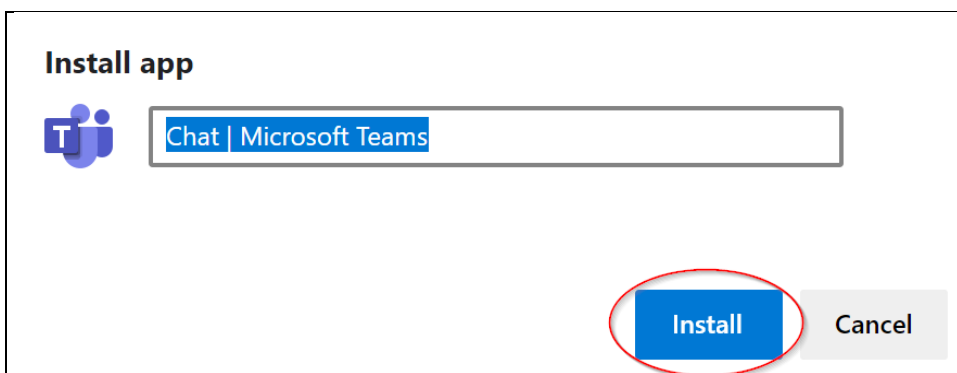 Install app
T
Chat | Microsoft Teams
Install
Cancel